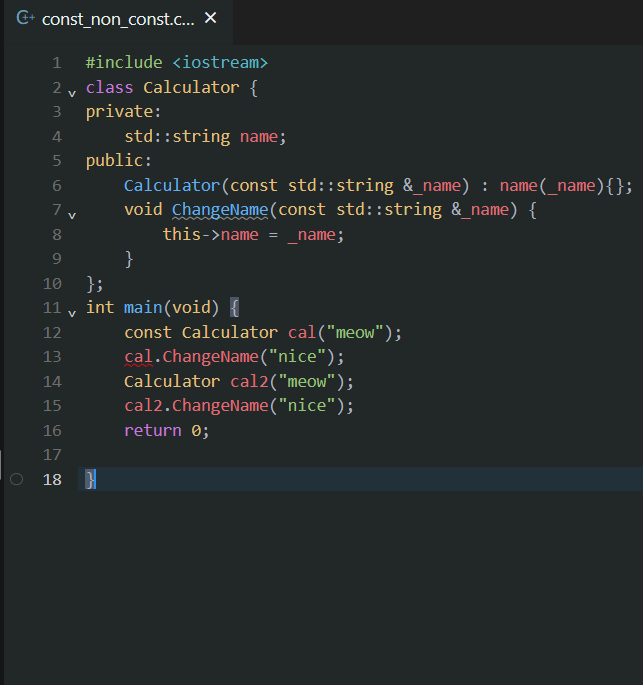 const_non_const.c...
1 #include <iostream>
2 class Calculator {
3 private:
4     std::string name;
5 public:
6     Calculator(const std::string &_name) : name(_name){};
7     void ChangeName(const std::string &_name) {
8         this->name = _name;
9     }
10 };
11 int main(void) {
12     const Calculator cal("meow");
13     cal.ChangeName("nice");
14     Calculator cal2("meow");
15     cal2.ChangeName("nice");
16     return 0;
17
18 }